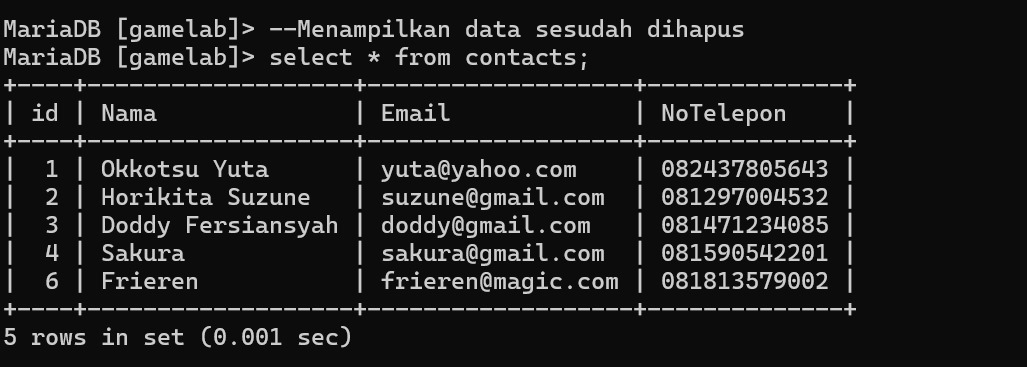 MariaDB [gamelab]> --Menampilkan data sesudah dihapus
MariaDB [gamelab]> select * from contacts;
+----+-------------------+-------------------+--------------+
| id | Nama              | Email             | NoTelepon    |
+----+-------------------+-------------------+--------------+
|  1 | Okkotsu Yuta      | yuta@yahoo.com    | 082437805643 |
|  2 | Horikita Suzune   | suzune@gmail.com  | 081297004532 |
|  3 | Doddy Fersiansyah | doddy@gmail.com   | 081471234085 |
|  4 | Sakura            | sakura@gmail.com  | 081590542201 |
|  6 | Frieren           | frieren@magic.com | 081813579002 |
+----+-------------------+-------------------+--------------+
5 rows in set (0.001 sec)